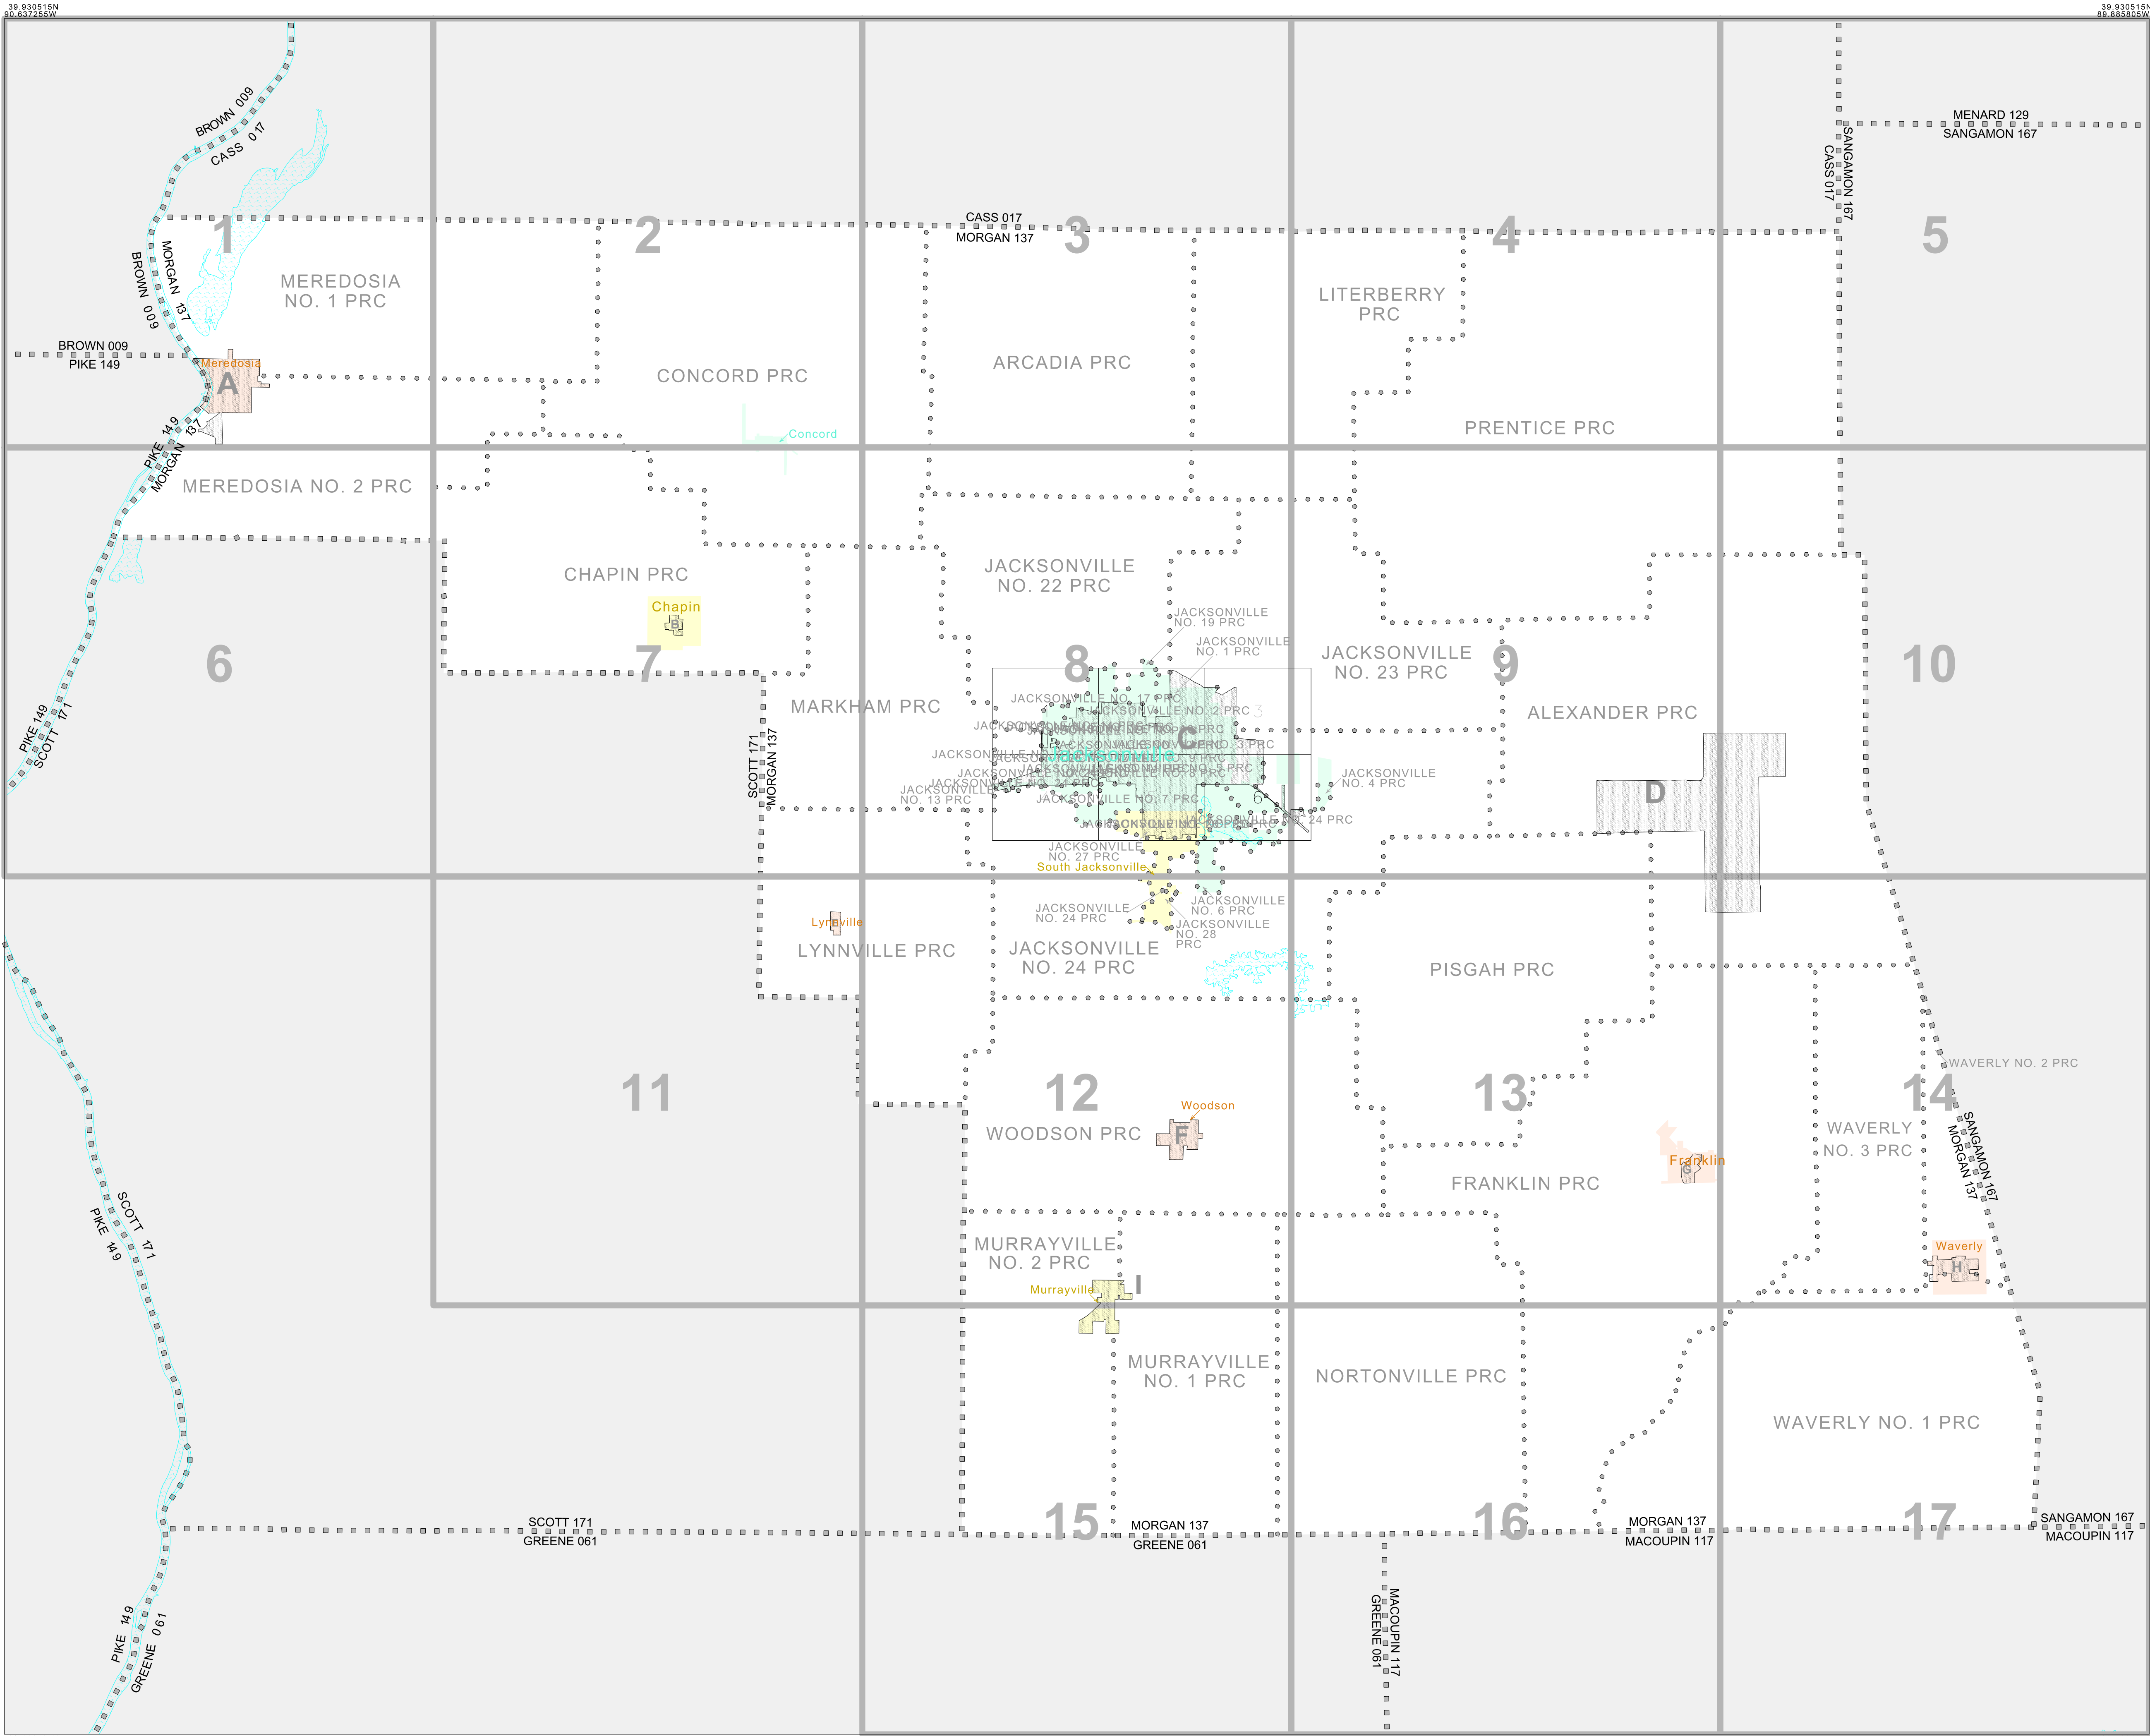 39.930515N
90.637255W
39.930515N
89.885805W
BROWN 009
CASS 017
MENARD 129
SANGAMON 167
SANGAMON 167
CASS 017
CASS 017
MORGAN 137
1
2
3
4
5
MORGAN 137
BROWN 009
MEREDOSIA
NO. 1 PRC
LITERBERRY
PRC
BROWN 009
PIKE 149
Meredosia
A
CONCORD PRC
ARCADIA PRC
PRENTICE PRC
Concord
PIKE 149
MORGAN 137
MEREDOSIA NO. 2 PRC
CHAPIN PRC
Chapin
B
JACKSONVILLE
NO. 22 PRC
JACKSONVILLE
NO. 19 PRC
JACKSONVILLE
NO. 1 PRC
JACKSONVILLE
NO. 23 PRC
6
7
8
9
10
JACKSONVILLE NO. 17 PRC
JACKSONVILLE NO. 2 PRC
3
MARKHAM PRC
ALEXANDER PRC
C
D
PIKE 149
SCOTT 171
SCOTT 171
MORGAN 137
JACKSONVILLE
NO. 4 PRC
JACKSONVILLE
NO. 13 PRC
JACKSONVILLE NO. 7 PRC
6
JACKSONVILLE
NO. 27 PRC
South Jacksonville
JACKSONVILLE
NO. 24 PRC
JACKSONVILLE
NO. 6 PRC
JACKSONVILLE
NO. 28
PRC
Lynnville
LYNNVILLE PRC
JACKSONVILLE
NO. 24 PRC
PISGAH PRC
11
12
13
14
WAVERLY NO. 2 PRC
Woodson
F
WOODSON PRC
WAVERLY
NO. 3 PRC
SANGAMON 167
MORGAN 137
Franklin
G
FRANKLIN PRC
SCOTT 171
PIKE 149
MURRAYVILLE
NO. 2 PRC
Murrayville
I
Waverly
H
MURRAYVILLE
NO. 1 PRC
NORTONVILLE PRC
WAVERLY NO. 1 PRC
15
16
17
SCOTT 171
GREENE 061
MORGAN 137
GREENE 061
MORGAN 137
MACOUPIN 117
SANGAMON 167
MACOUPIN 117
PIKE 149
GREENE 061
MACOUPIN 117
GREENE 061